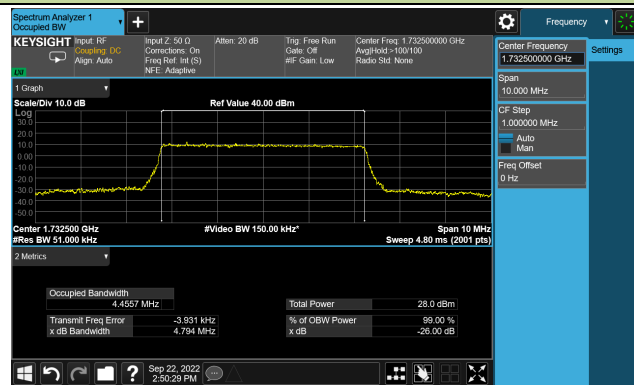 Spectrum Analyzer 1
Occupied BW
+
Frequency
KEYSIGHT
Input: RF
Coupling: DC
Align: Auto
Input Z: 50 Ω
Corrections: On
Freq Ref: Int (S)
NFE: Adaptive
Atten: 20 dB
Trig: Free Run
Gate: Off
#IF Gain: Low
Center Freq: 1.732500000 GHz
Avg|Hold:>100/100
Radio Std: None
Center Frequency
1.732500000 GHz
Settings
Span
10.000 MHz
CF Step
1.000000 MHz
Auto
Man
Freq Offset
0 Hz
1 Graph
Scale/Div 10.0 dB
Ref Value 40.00 dBm
Log
30.0
20.0
10.0
0.00
-10.0
-20.0
-30.0
-40.0
-50.0
Center 1.732500 GHz
#Video BW 150.00 kHz*
Span 10 MHz
#Res BW 51.000 kHz
Sweep 4.80 ms (2001 pts)
2 Metrics
Occupied Bandwidth
4.4557 MHz
Total Power
28.0 dBm
Transmit Freq Error
-3.931 kHz
% of OBW Power
99.00 %
x dB Bandwidth
4.794 MHz
x dB
-26.00 dB
?
Sep 22, 2022
2:50:29 PM